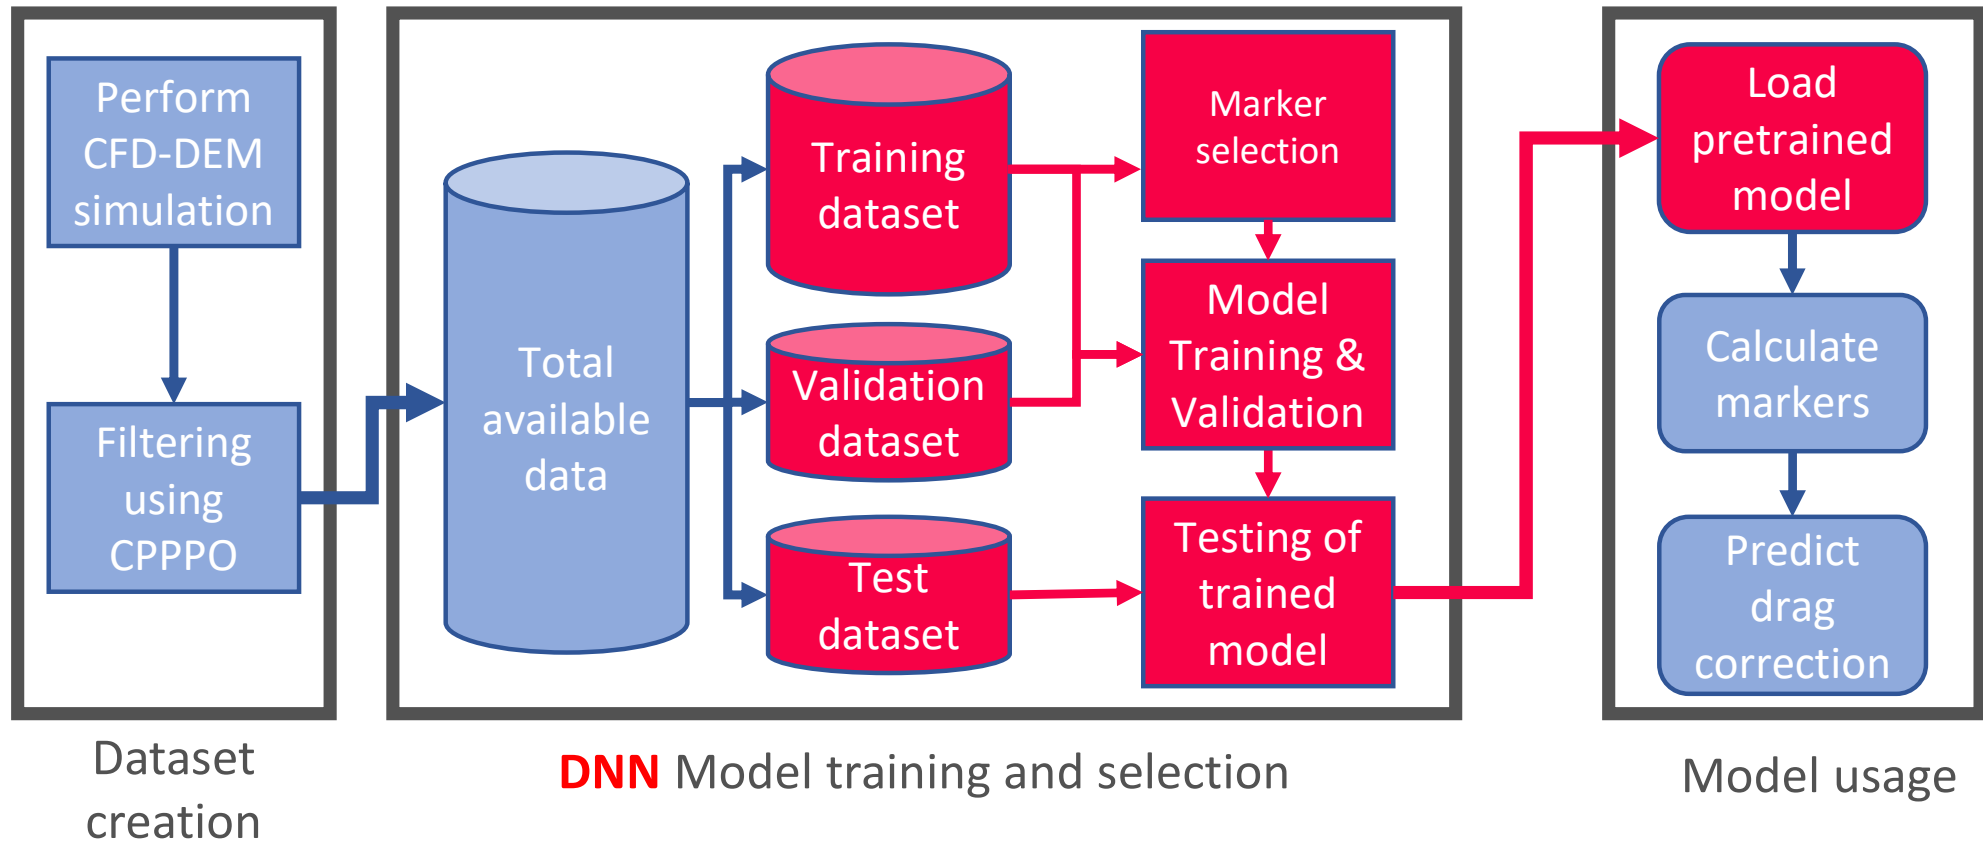 Perform
CFD-DEM
simulation
Filtering
using
CPPPO
Dataset
creation
Total
available
data
Training
dataset
Validation
dataset
Test
dataset
Marker
selection
Model
Training &
Validation
Testing of
trained
model
DNN Model training and selection
Load
pretrained
model
Calculate
markers
Predict
drag
correction
Model usage